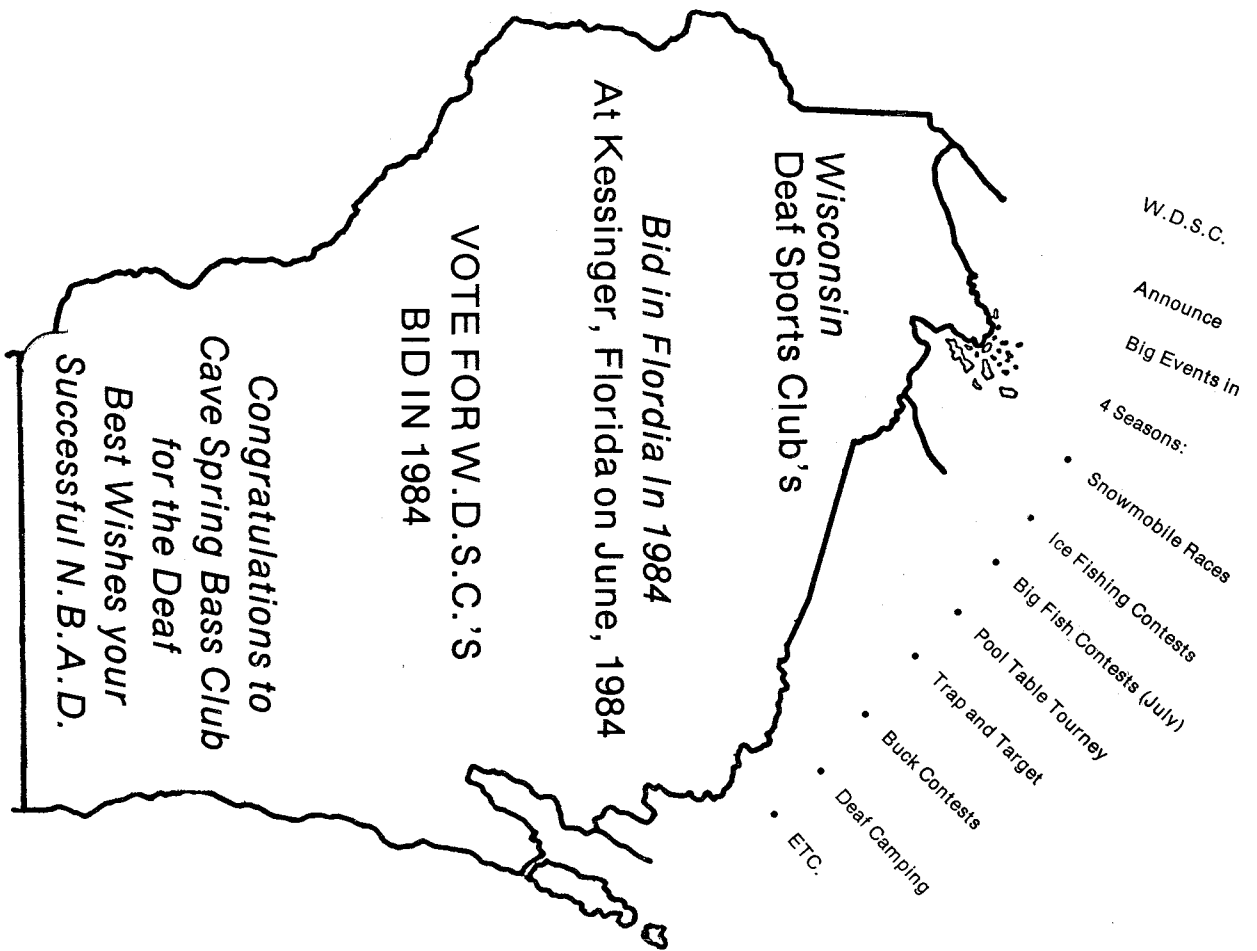 W.D.S.C.
Announce
Big Events in
4 Seasons:
• Snowmobile Races
• Ice Fishing Contests
• Big Fish Contests (July)
• Pool Table Tourney
• Trap and Target
• Buck Contests
• Deaf Camping
• ETC.
Wisconsin
Deaf Sports Club's
Bid in Flordia In 1984
At Kessinger, Florida on June, 1984
VOTE FOR W.D.S.C.'S
BID IN 1984
Congratulations to
Cave Spring Bass Club
for the Deaf
Best Wishes your
Successful N.B.A.D.